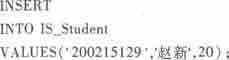 INSERT
INTO IS_Student
VALUES('200215129','赵新',20);